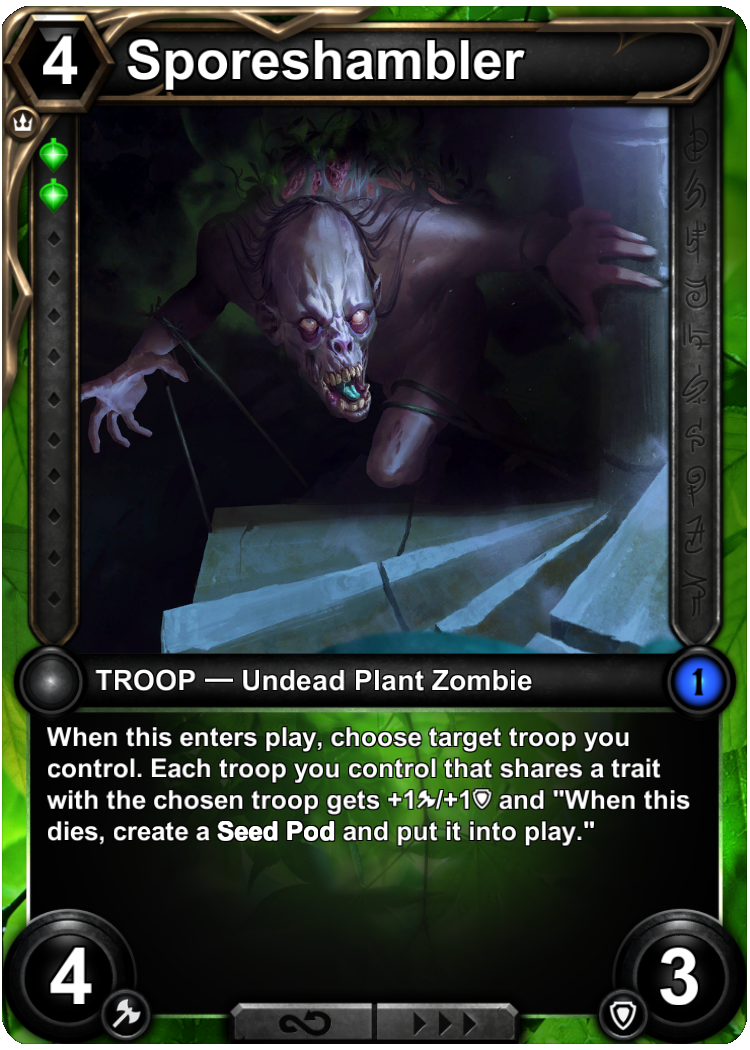 4 Sporeshambler
TROOP — Undead Plant Zombie 1
When this enters play, choose target troop you
control. Each troop you control that shares a trait
with the chosen troop gets +1/+1 and "When this
dies, create a Seed Pod and put it into play."
4 3